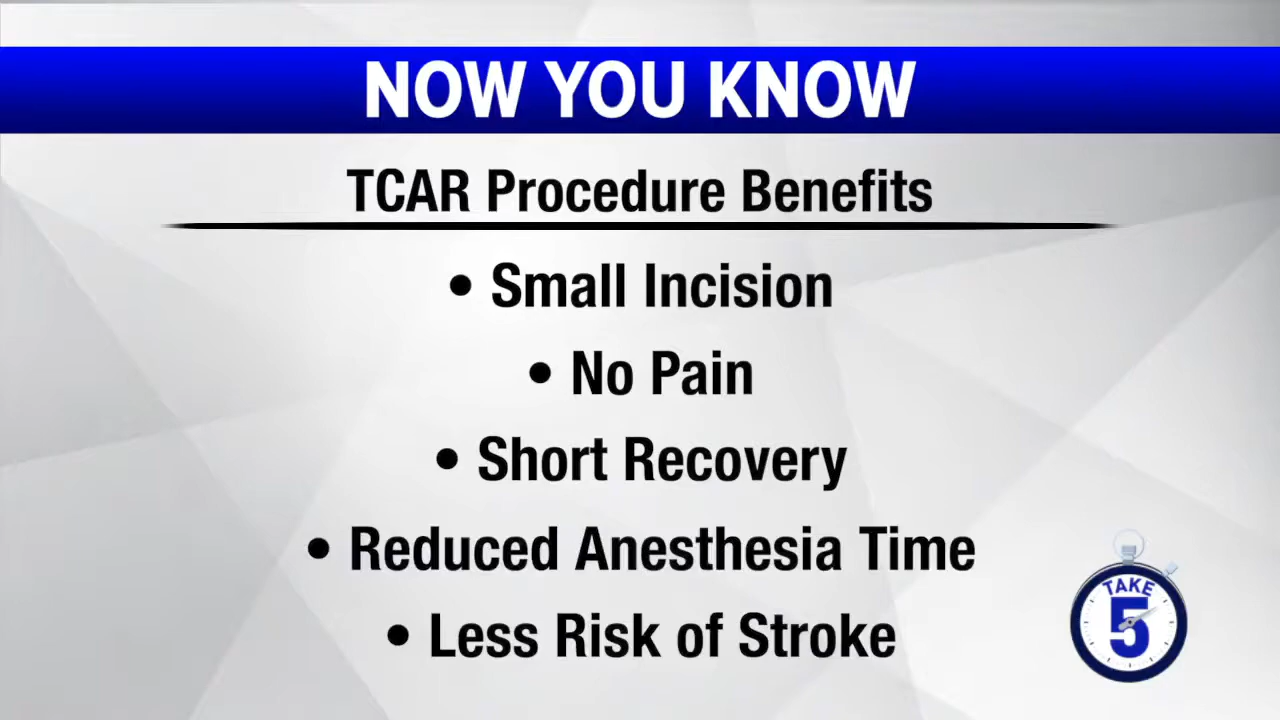 NOW YOU KNOW
TCAR Procedure Benefits
• Small Incision
• No Pain
• Short Recovery
• Reduced Anesthesia Time
• Less Risk of Stroke
TAKE
5